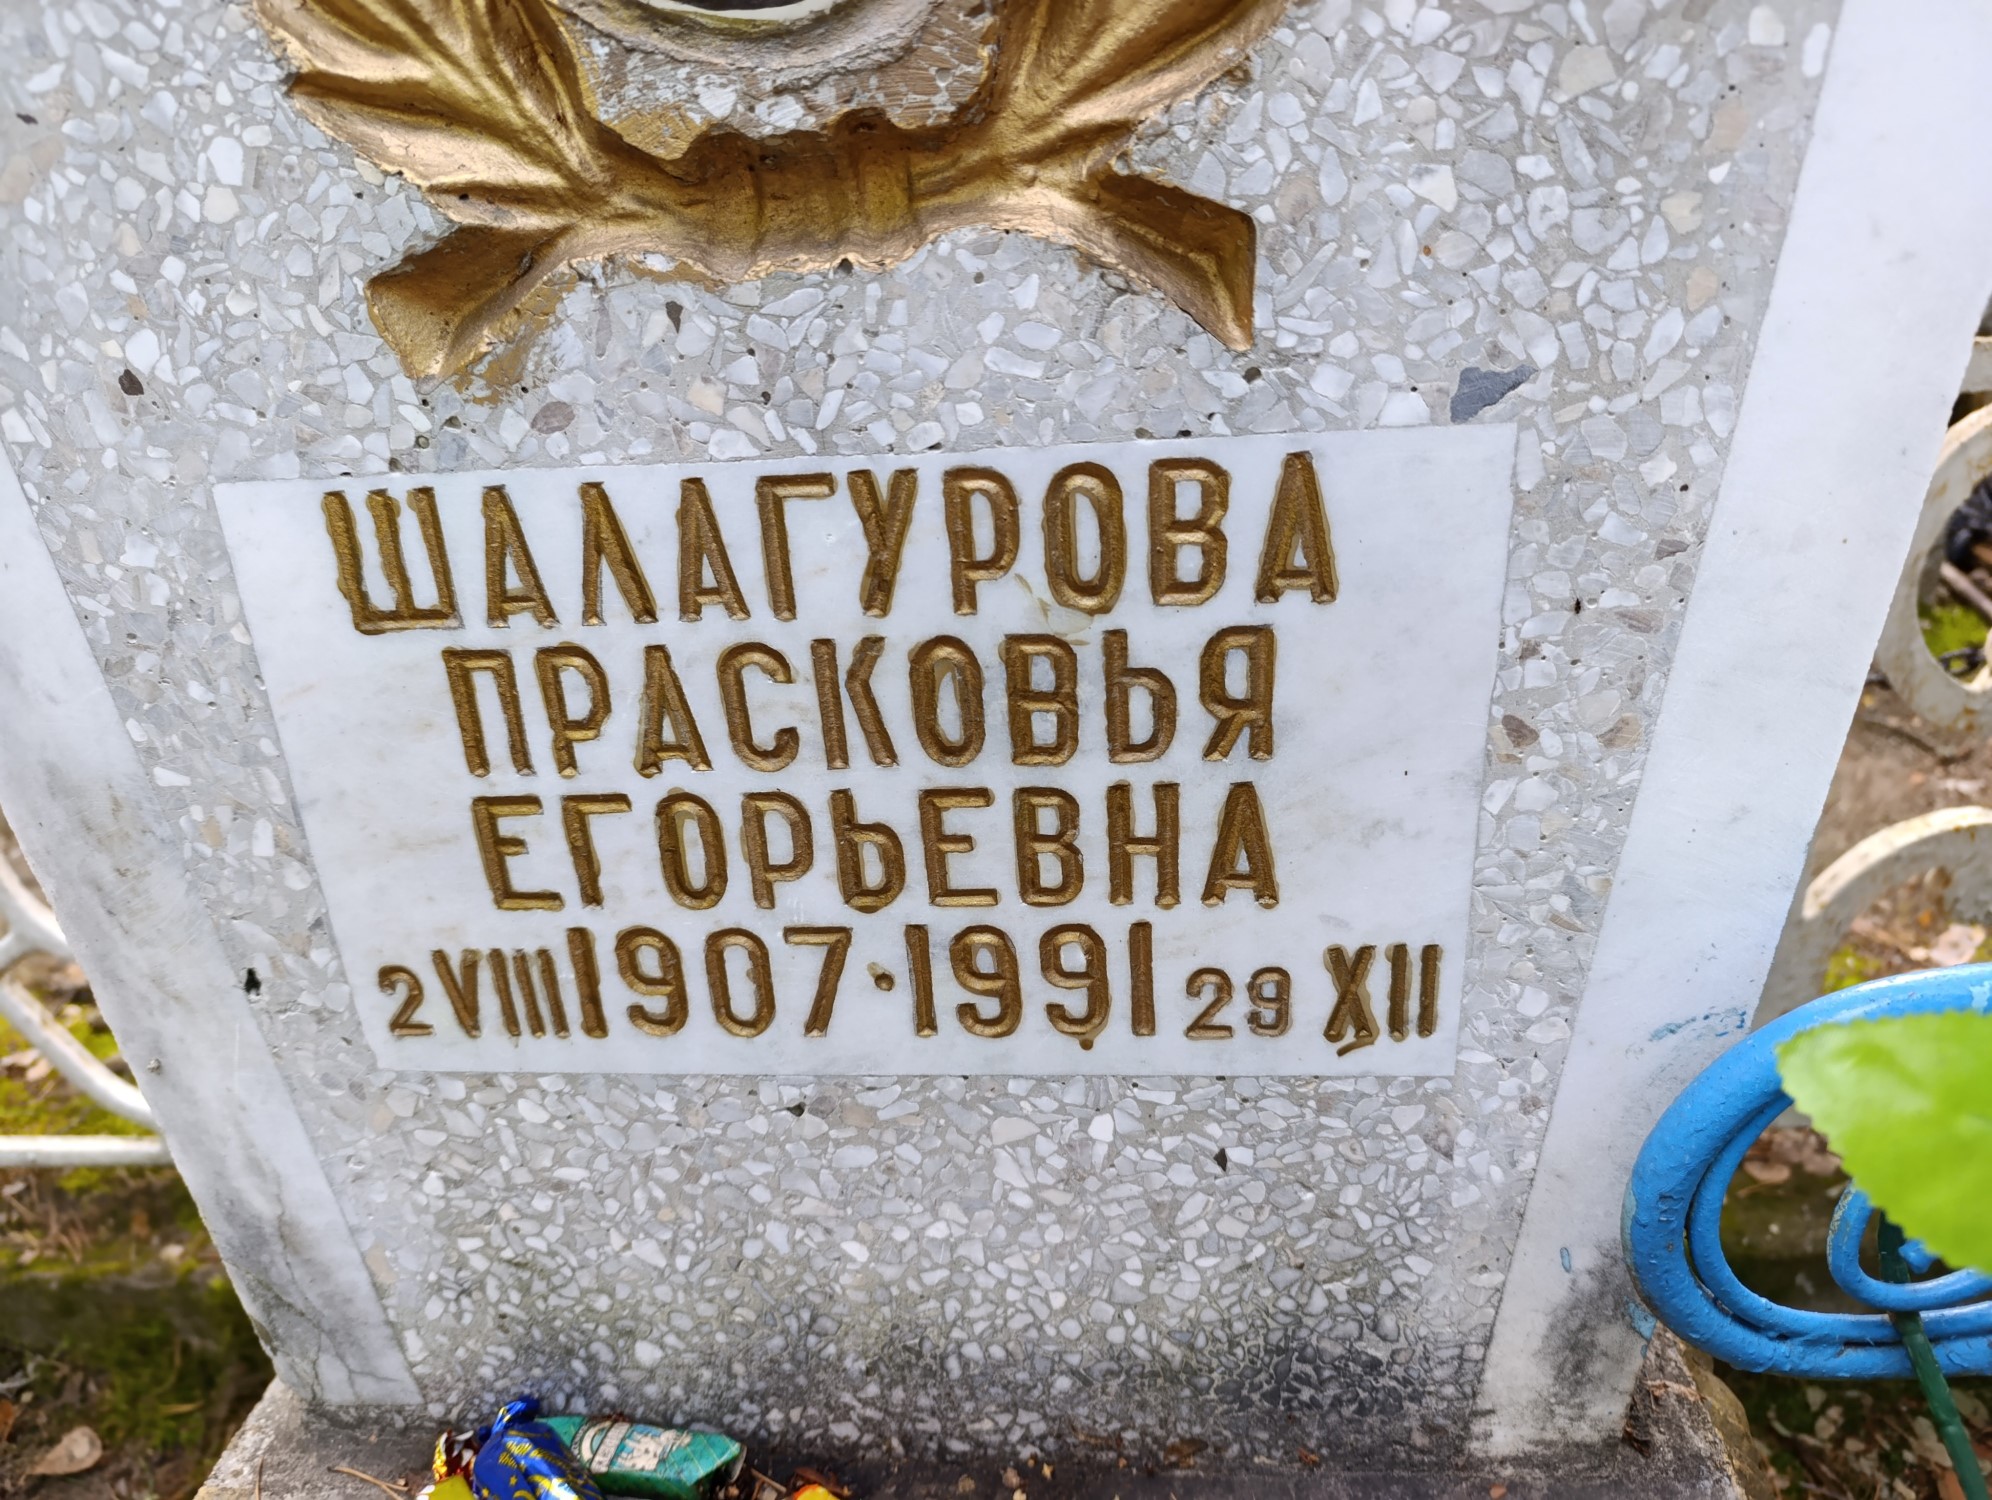 ШАЛАГУРОВА
ПРАСКОВЬЯ
ЕГОРЬЕВНА
2 VIII 1907 · 1991 29 XII